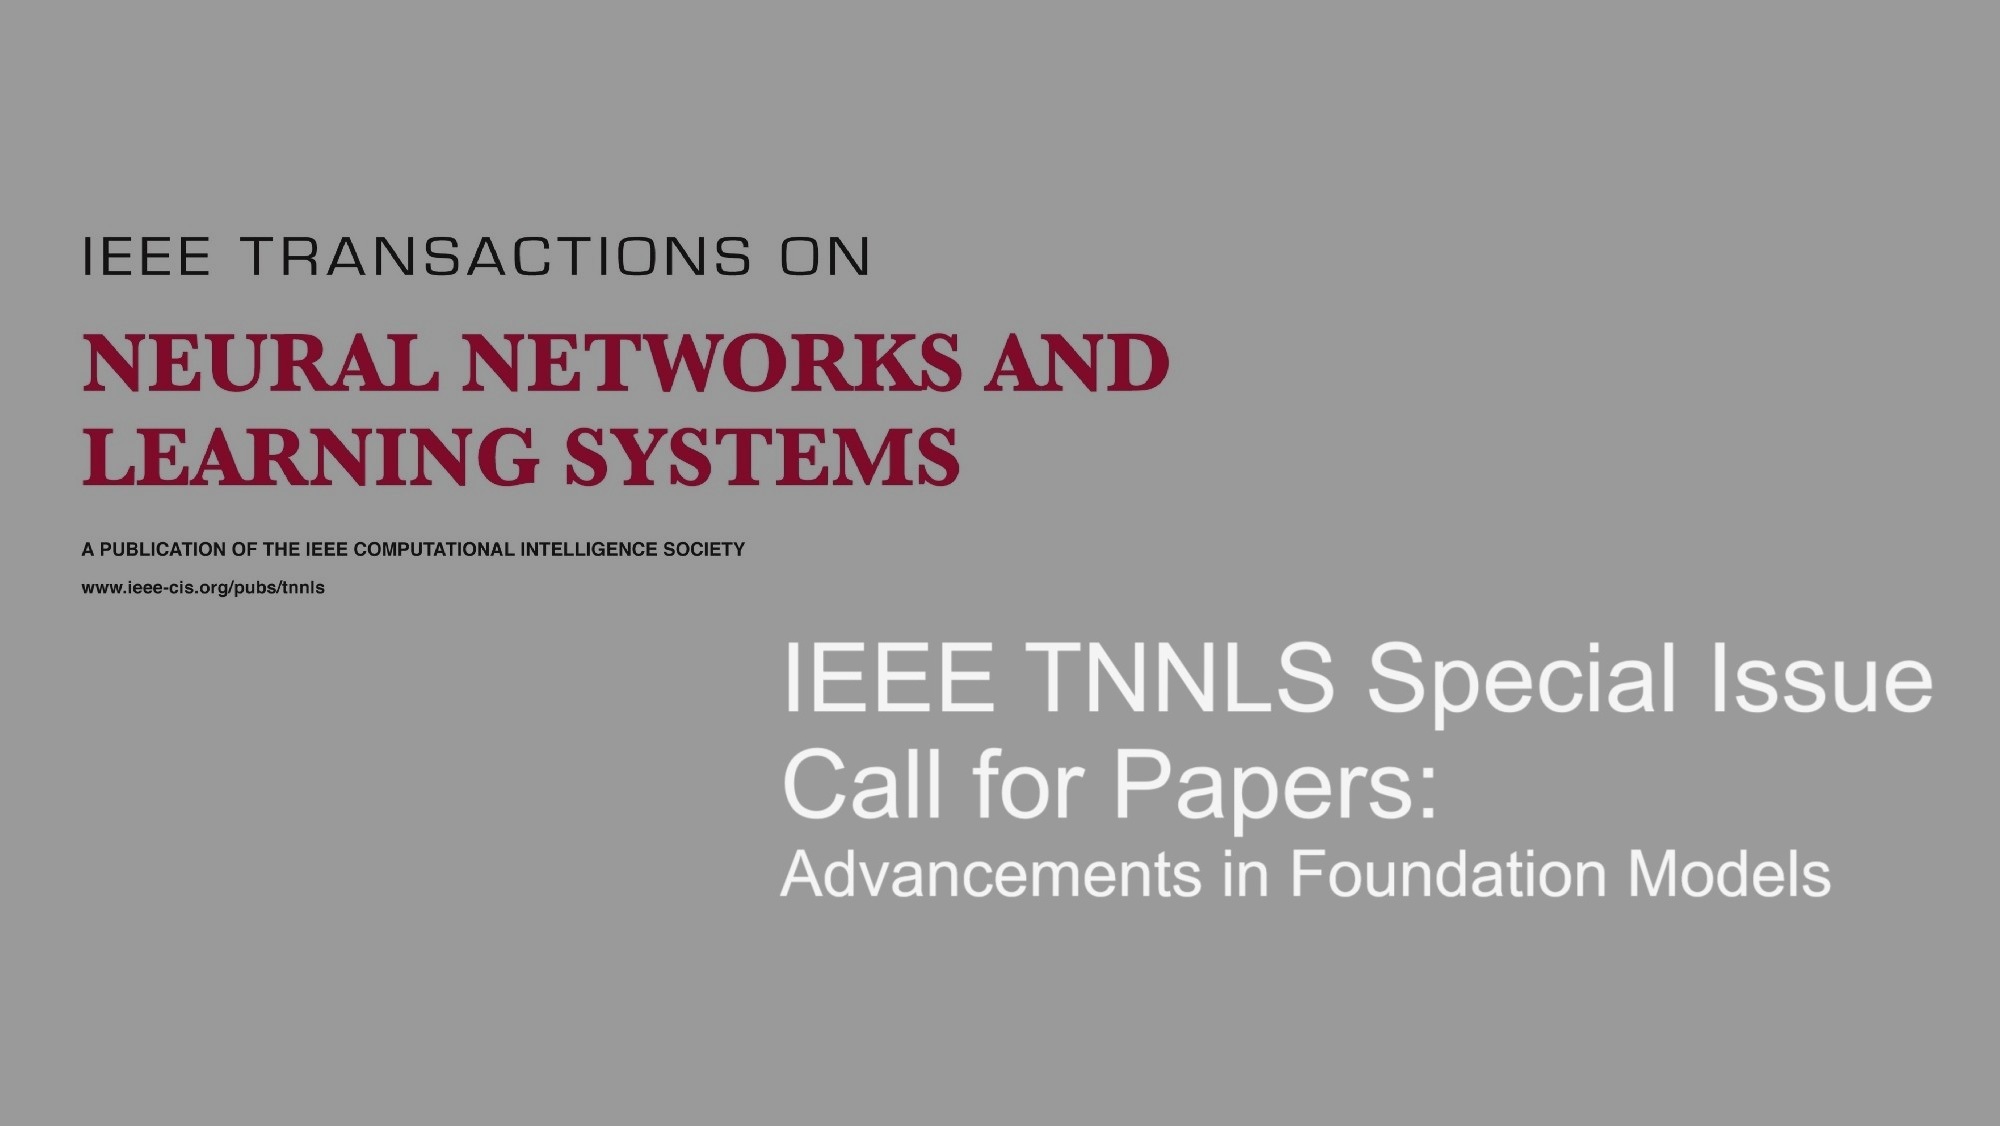 IEEE TRANSACTIONS ON
NEURAL NETWORKS AND
LEARNING SYSTEMS
A PUBLICATION OF THE IEEE COMPUTATIONAL INTELLIGENCE SOCIETY
www.ieee-cis.org/pubs/tnnls
IEEE TNNLS Special Issue
Call for Papers:
Advancements in Foundation Models